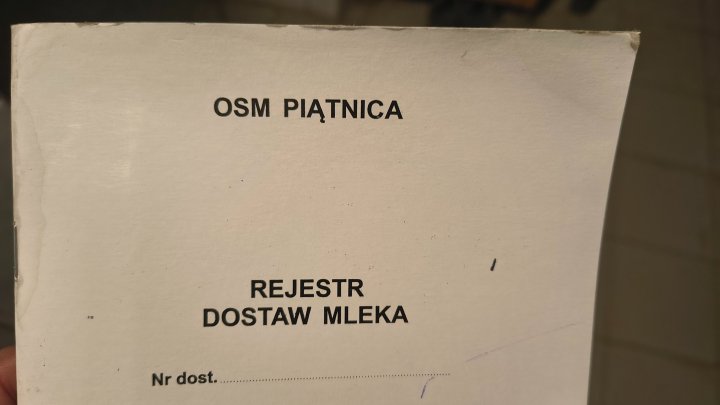 OSM PIĄTNICA
REJESTR
DOSTAW MLEKA
Nr dost...............................................................